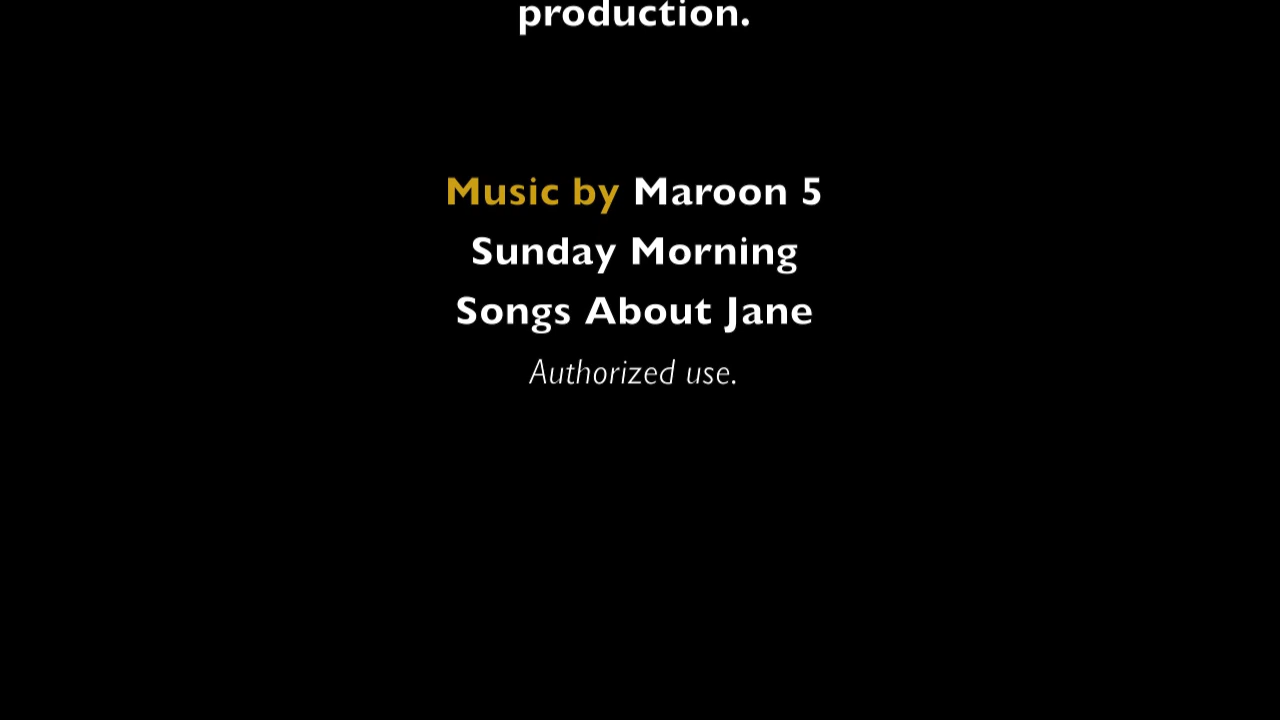 production.
Music by Maroon 5
Sunday Morning
Songs About Jane
Authorized use.